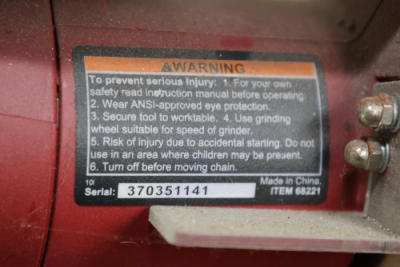 ⚠WARNING
To prevent serious injury: 1. For your own
safety read instruction manual before operating
2. Wear ANSI-approved eye protection.
3. Secure tool to worktable. 4. Use grinding
wheel suitable for speed of grinder.
5. Risk of injury due to accidental starting. Do not
use in an area where children may be present.
6. Turn off before moving chain.
10i Made in China.
Serial: 370351141 ITEM 68221